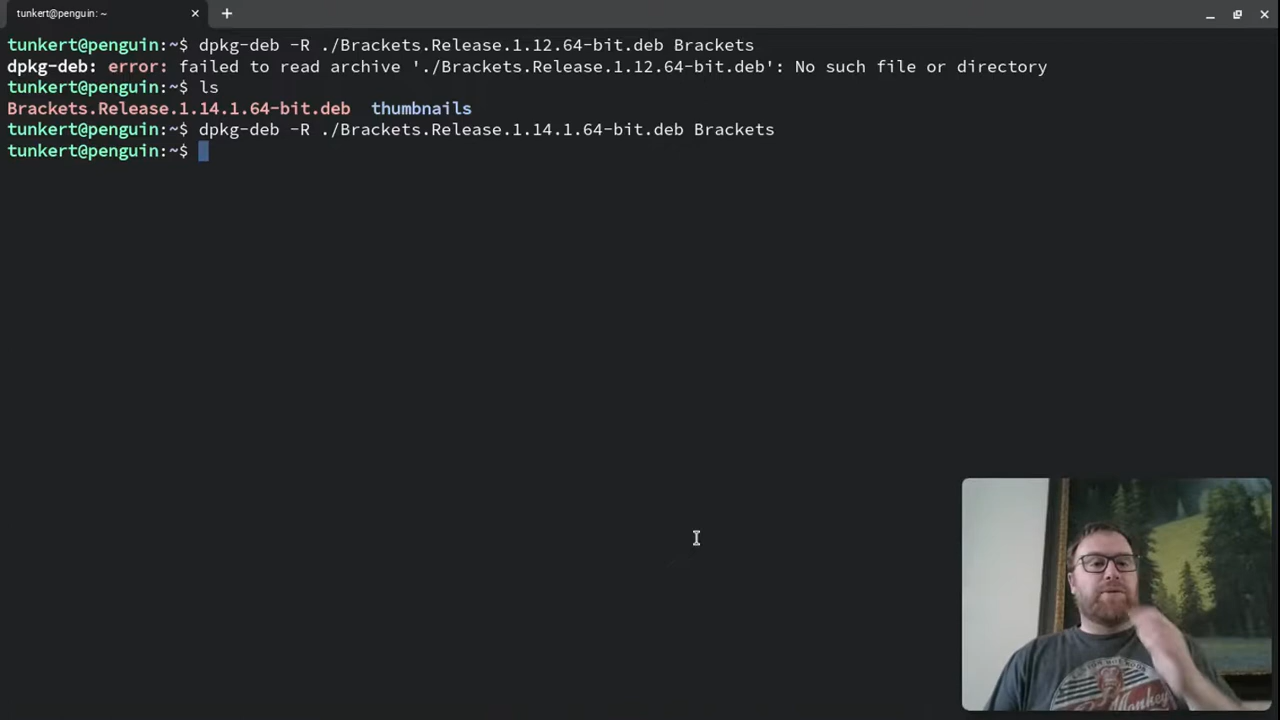 tunkert@penguin: ~
tunkert@penguin:~$ dpkg-deb -R ./Brackets.Release.1.12.64-bit.deb Brackets
dpkg-deb: error: failed to read archive './Brackets.Release.1.12.64-bit.deb': No such file or directory
tunkert@penguin:~$ ls
Brackets.Release.1.14.1.64-bit.deb  thumbnails
tunkert@penguin:~$ dpkg-deb -R ./Brackets.Release.1.14.1.64-bit.deb Brackets
tunkert@penguin:~$